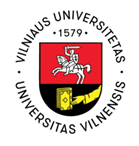 VILNIAUS UNIVERSITETAS
• 1579 •
UNIVERSITAS VILNENSIS